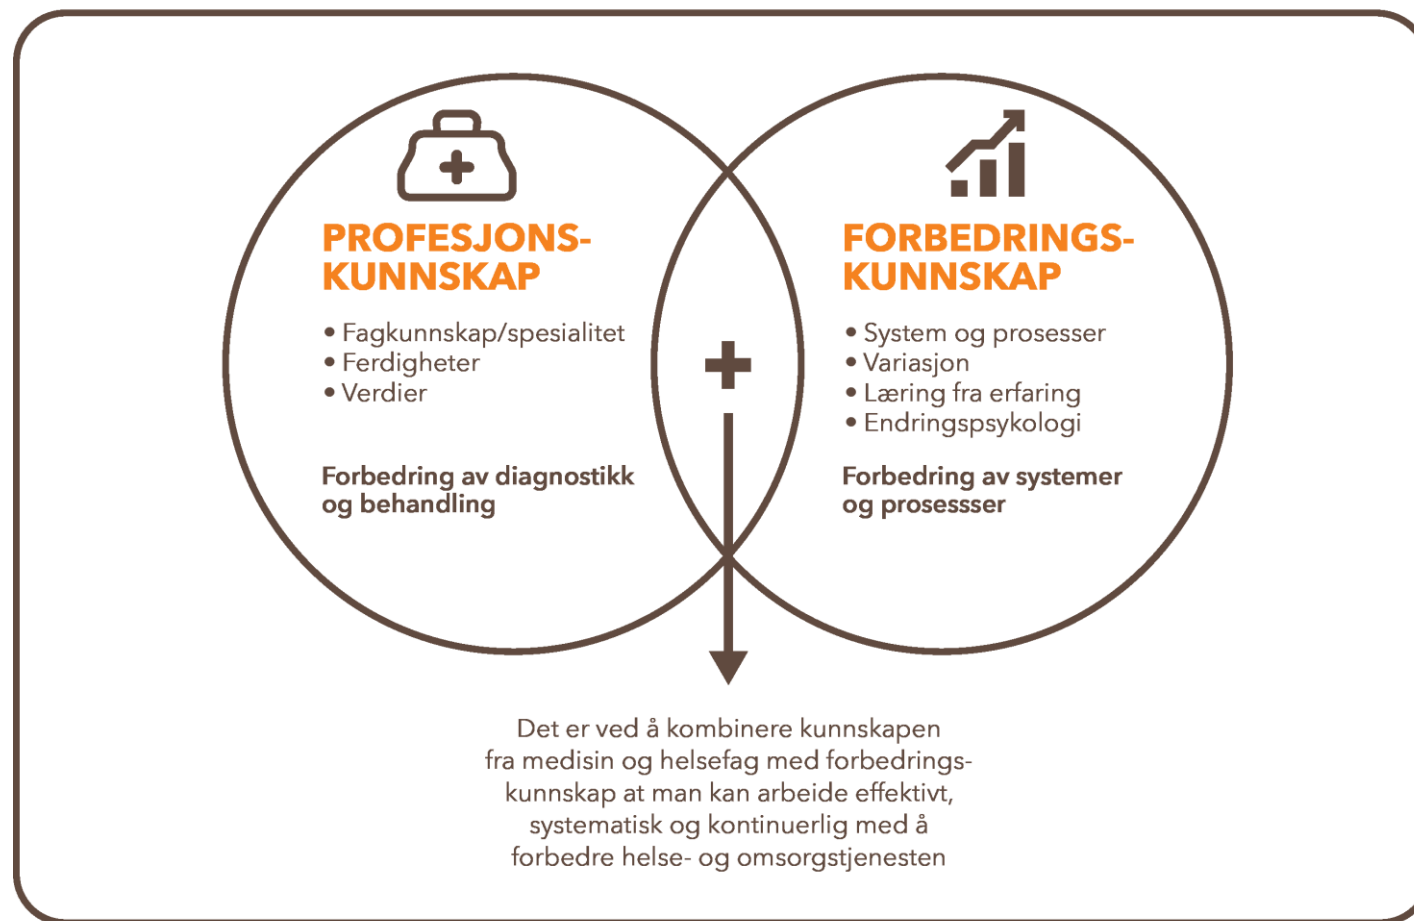 PROFESJONS-
KUNNSKAP
• Fagkunnskap/spesialitet
• Ferdigheter
• Verdier
Forbedring av diagnostikk
og behandling
+
FORBEDRINGS-
KUNNSKAP
• System og prosesser
• Variasjon
• Læring fra erfaring
• Endringspsykologi
Forbedring av systemer
og prosessser
Det er ved å kombinere kunnskapen
fra medisin og helsefag med forbedrings-
kunnskap at man kan arbeide effektivt,
systematisk og kontinuerlig med å
forbedre helse- og omsorgstjenesten